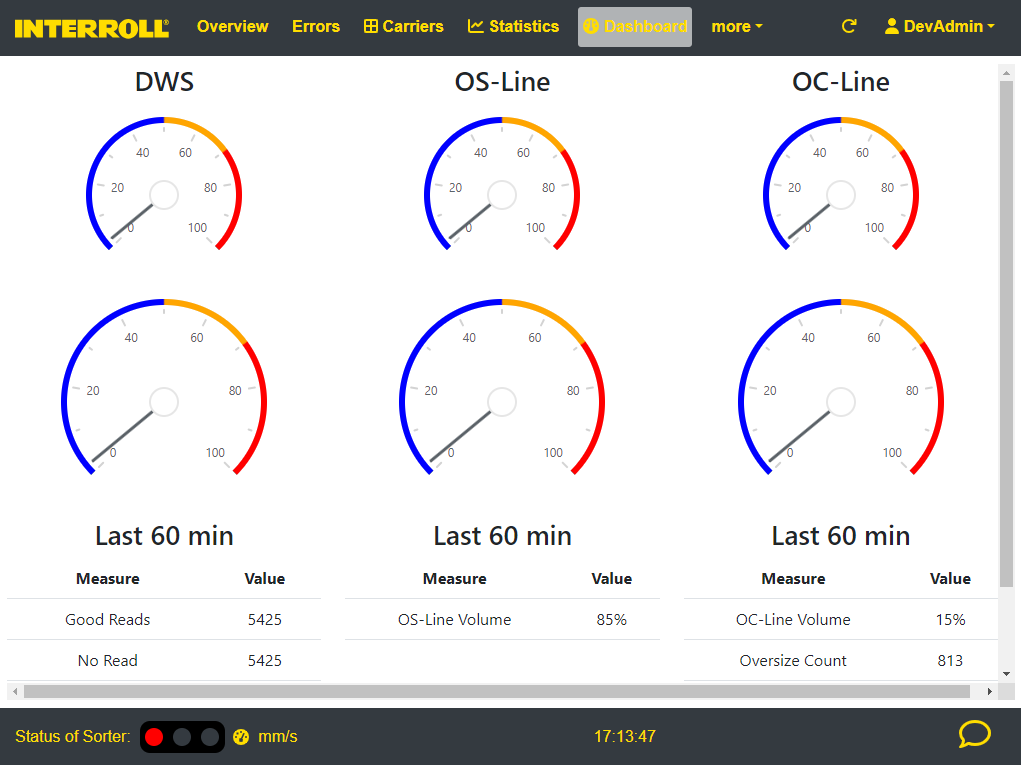 INTERROLL® Overview Errors Carriers Statistics Dashboard more DevAdmin
DWS OS-Line OC-Line
40 60 40 60 40 60
20 80 20 80 20 80
0 100 0 100 0 100
40 60 40 60 40 60
20 80 20 80 20 80
0 100 0 100 0 100
Last 60 min Last 60 min Last 60 min
Measure Value Measure Value Measure Value
Good Reads 5425 OS-Line Volume 85% OC-Line Volume 15%
No Read 5425 Oversize Count 813
Status of Sorter: mm/s 17:13:47